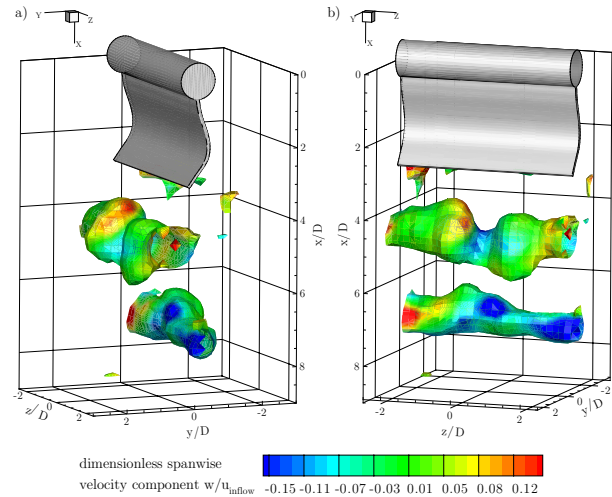 a)
Y
Z
X
0
2
4
6
8
x/D
-2
0
2
z/D
2
0
-2
y/D
b)
Y
Z
X
0
2
4
6
8
x/D
-2
0
2
z/D
2
0
-2
y/D
dimensionless spanwise
velocity component w/u_inflow
-0.15 -0.11 -0.07 -0.03 0.01 0.04 0.08 0.12